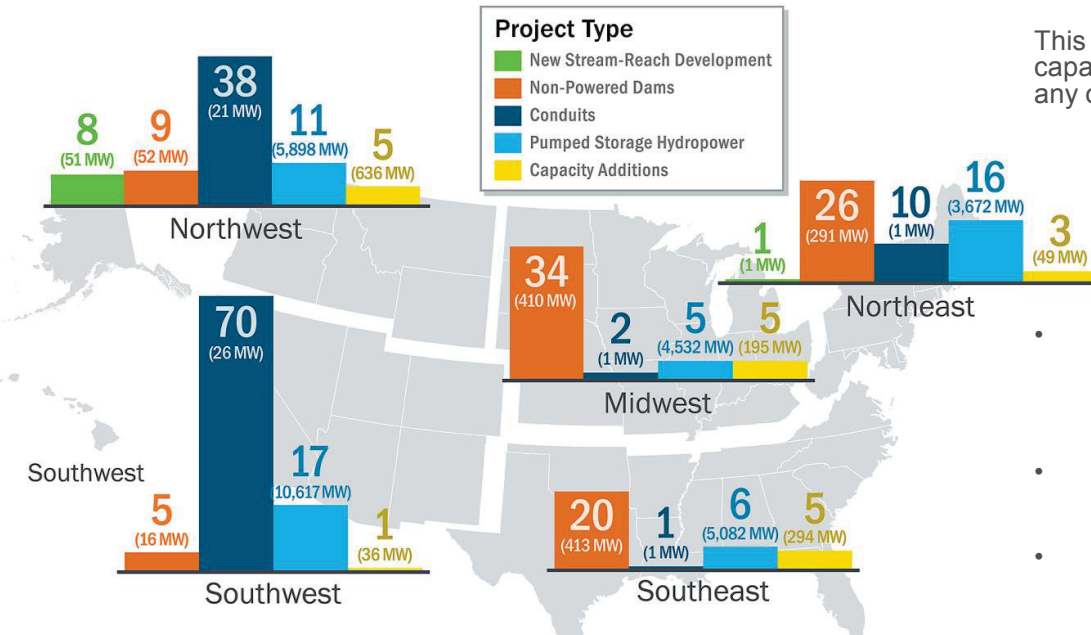 Project Type
New Stream-Reach Development
Non-Powered Dams
Conduits
Pumped Storage Hydropower
Capacity Additions
This
capa
any c
8
(51 MW)
9
(52 MW)
38
(21 MW)
11
(5,898 MW)
5
(636 MW)
Northwest
1
(1 MW)
26
(291 MW)
10
(1 MW)
16
(3,672 MW)
3
(49 MW)
Northeast
34
(410 MW)
2
(1 MW)
5
(4,532 MW)
5
(195 MW)
Midwest
Southwest
5
(16 MW)
70
(26 MW)
17
(10,617 MW)
1
(36 MW)
Southwest
20
(413 MW)
1
(1 MW)
6
(5,082 MW)
5
(294 MW)
Southeast
•
•
•